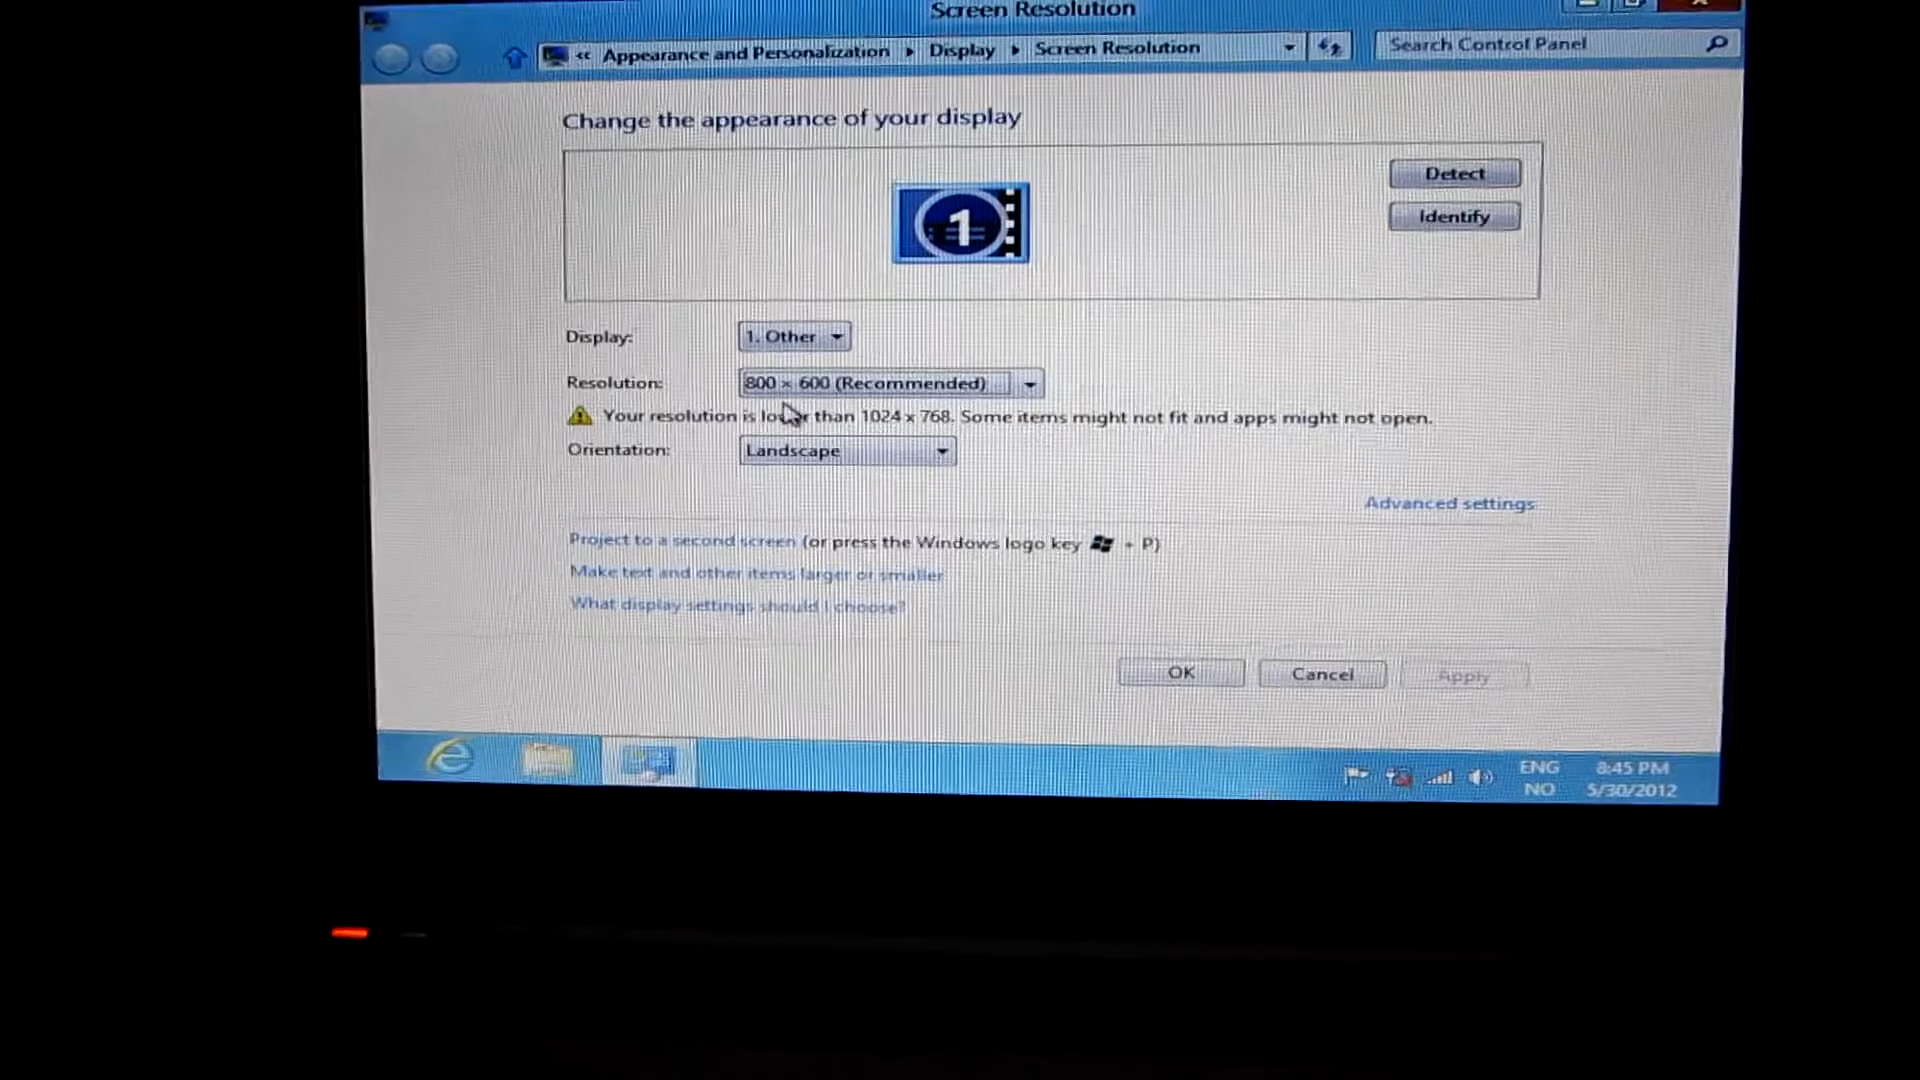 Screen Resolution
« Appearance and Personalization ▸ Display ▸ Screen Resolution
Search Control Panel
Change the appearance of your display
1
Detect
Identify
Display: 1. Other
Resolution: 800 × 600 (Recommended)
Your resolution is lower than 1024 x 768. Some items might not fit and apps might not open.
Orientation: Landscape
Advanced settings
Project to a second screen (or press the Windows logo key + P)
Make text and other items larger or smaller
What display settings should I choose?
OK Cancel Apply
ENG 8:45 PM
NO 5/30/2012